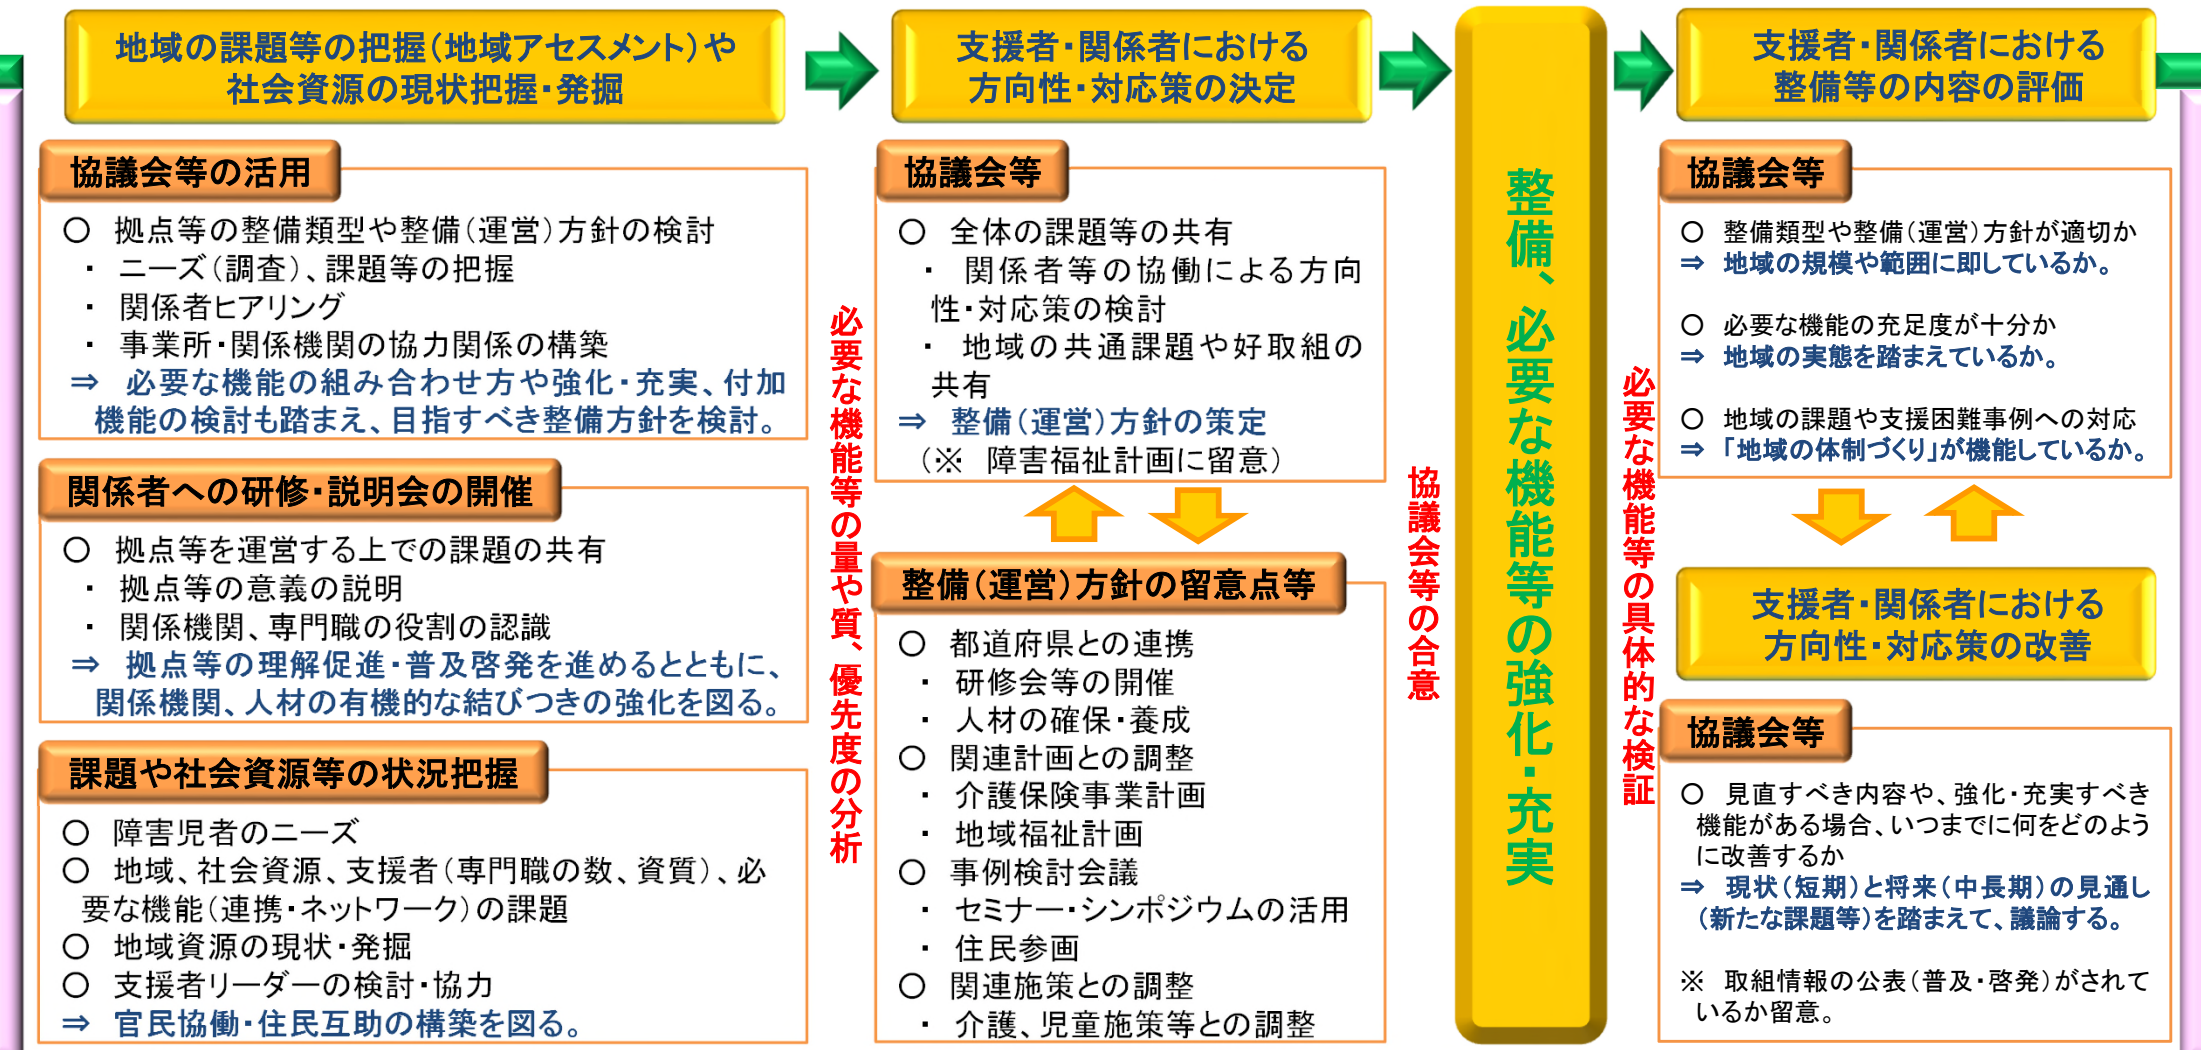 地域の課題等の把握(地域アセスメント)や
社会資源の現状把握・発掘
協議会等の活用
○ 拠点等の整備類型や整備(運営)方針の検討
・ ニーズ(調査)、課題等の把握
・ 関係者ヒアリング
・ 事業所・関係機関の協力関係の構築
⇒ 必要な機能の組み合わせ方や強化・充実、付加
機能の検討も踏まえ、目指すべき整備方針を検討。
関係者への研修・説明会の開催
○ 拠点等を運営する上での課題の共有
・ 拠点等の意義の説明
・ 関係機関、専門職の役割の認識
⇒ 拠点等の理解促進・普及啓発を進めるとともに、
関係機関、人材の有機的な結びつきの強化を図る。
課題や社会資源等の状況把握
○ 障害児者のニーズ
○ 地域、社会資源、支援者(専門職の数、資質)、必
要な機能(連携・ネットワーク)の課題
○ 地域資源の現状・発掘
○ 支援者リーダーの検討・協力
⇒ 官民協働・住民互助の構築を図る。
必要な機能等の量や質、優先度の分析
支援者・関係者における
方向性・対応策の決定
協議会等
○ 全体の課題等の共有
・ 関係者等の協働による方向
性・対応策の検討
・ 地域の共通課題や好取組の
共有
⇒ 整備(運営)方針の策定
(※ 障害福祉計画に留意)
整備(運営)方針の留意点等
○ 都道府県との連携
・ 研修会等の開催
・ 人材の確保・養成
○ 関連計画との調整
・ 介護保険事業計画
・ 地域福祉計画
○ 事例検討会議
・ セミナー・シンポジウムの活用
・ 住民参画
○ 関連施策との調整
・ 介護、児童施策等との調整
協議会等の合意
整備、必要な機能等の強化・充実
必要な機能等の具体的な検証
支援者・関係者における
整備等の内容の評価
協議会等
○ 整備類型や整備(運営)方針が適切か
⇒ 地域の規模や範囲に即しているか。
○ 必要な機能の充足度が十分か
⇒ 地域の実態を踏まえているか。
○ 地域の課題や支援困難事例への対応
⇒ 「地域の体制づくり」が機能しているか。
支援者・関係者における
方向性・対応策の改善
協議会等
○ 見直すべき内容や、強化・充実すべき
機能がある場合、いつまでに何をどのよう
に改善するか
⇒ 現状(短期)と将来(中長期)の見通し
(新たな課題等)を踏まえて、議論する。
※ 取組情報の公表(普及・啓発)がされて
いるか留意。